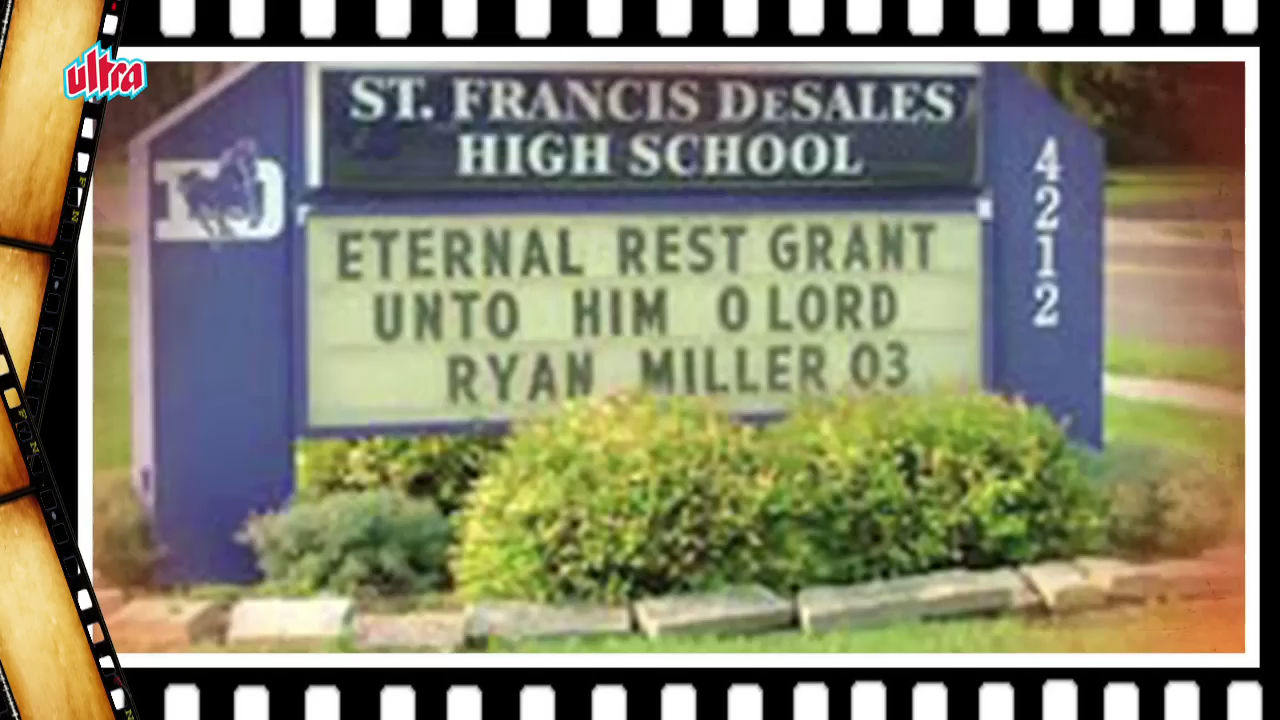 ultra
ST. FRANCIS DESALES
HIGH SCHOOL
4212
ETERNAL REST GRANT
UNTO HIM O LORD
RYAN MILLER 03